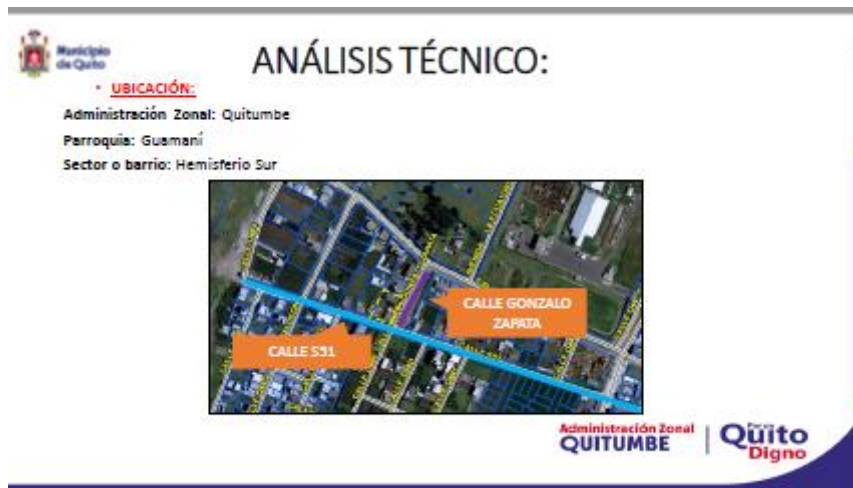 Municipio
de Quito
ANÁLISIS TÉCNICO:
• UBICACIÓN:
Administración Zonal: Quitumbe
Parroquia: Guamaní
Sector o barrio: Hemisferio Sur
CALLE GONZALO
ZAPATA
CALLE S51
Administración Zonal
QUITUMBE
Quito
Digno